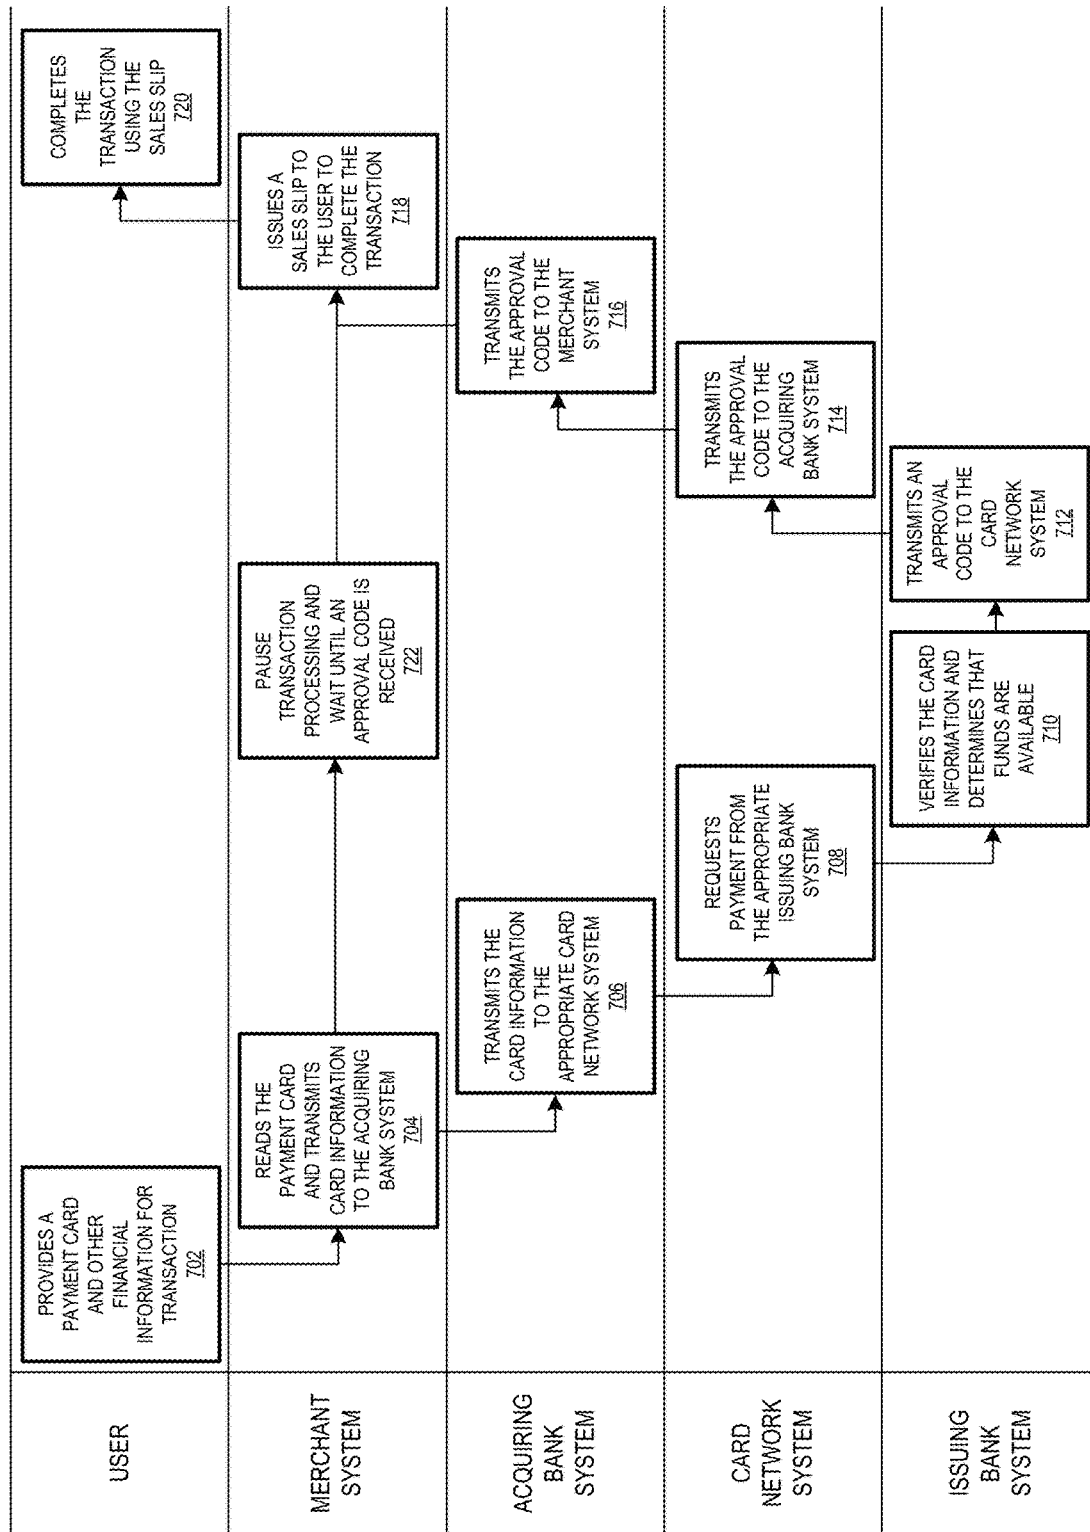 USER
PROVIDES A
PAYMENT CARD
AND OTHER
FINANCIAL
INFORMATION FOR
TRANSACTION
702
COMPLETES
THE
TRANSACTION
USING THE
SALES SLIP
720
MERCHANT
SYSTEM
READS THE
PAYMENT CARD
AND TRANSMITS
CARD INFORMATION
TO THE ACQUIRING
BANK SYSTEM
704
PAUSE
TRANSACTION
PROCESSING AND
WAIT UNTIL AN
APPROVAL CODE IS
RECEIVED
722
ISSUES A
SALES SLIP TO
THE USER TO
COMPLETE THE
TRANSACTION
718
ACQUIRING
BANK
SYSTEM
TRANSMITS THE
CARD INFORMATION
TO THE
APPROPRIATE CARD
NETWORK SYSTEM
706
TRANSMITS
THE APPROVAL
CODE TO THE
MERCHANT
SYSTEM
716
CARD
NETWORK
SYSTEM
REQUESTS
PAYMENT FROM
THE APPROPRIATE
ISSUING BANK
SYSTEM
708
TRANSMITS
THE APPROVAL
CODE TO THE
ACQUIRING
BANK SYSTEM
714
ISSUING
BANK
SYSTEM
VERIFIES THE CARD
INFORMATION AND
DETERMINES THAT
FUNDS ARE
AVAILABLE
710
TRANSMITS AN
APPROVAL
CODE TO THE
CARD
NETWORK
SYSTEM
712